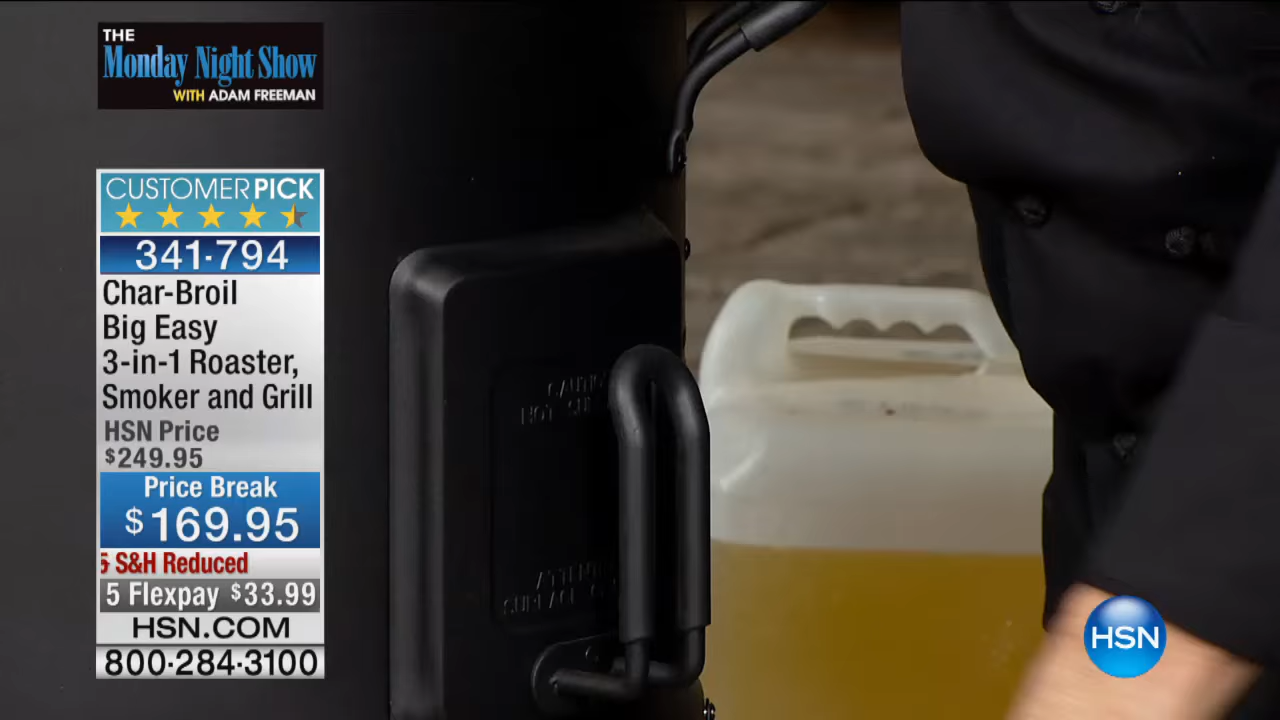 THE
Monday Night Show
WITH ADAM FREEMAN
CUSTOMER PICK
341·794
Char-Broil
Big Easy
3-in-1 Roaster,
Smoker and Grill
HSN Price
$249.95
Price Break
$169.95
S&H Reduced
5 Flexpay $33.99
HSN.COM
800·284·3100
HOT
SURFACE
HSN